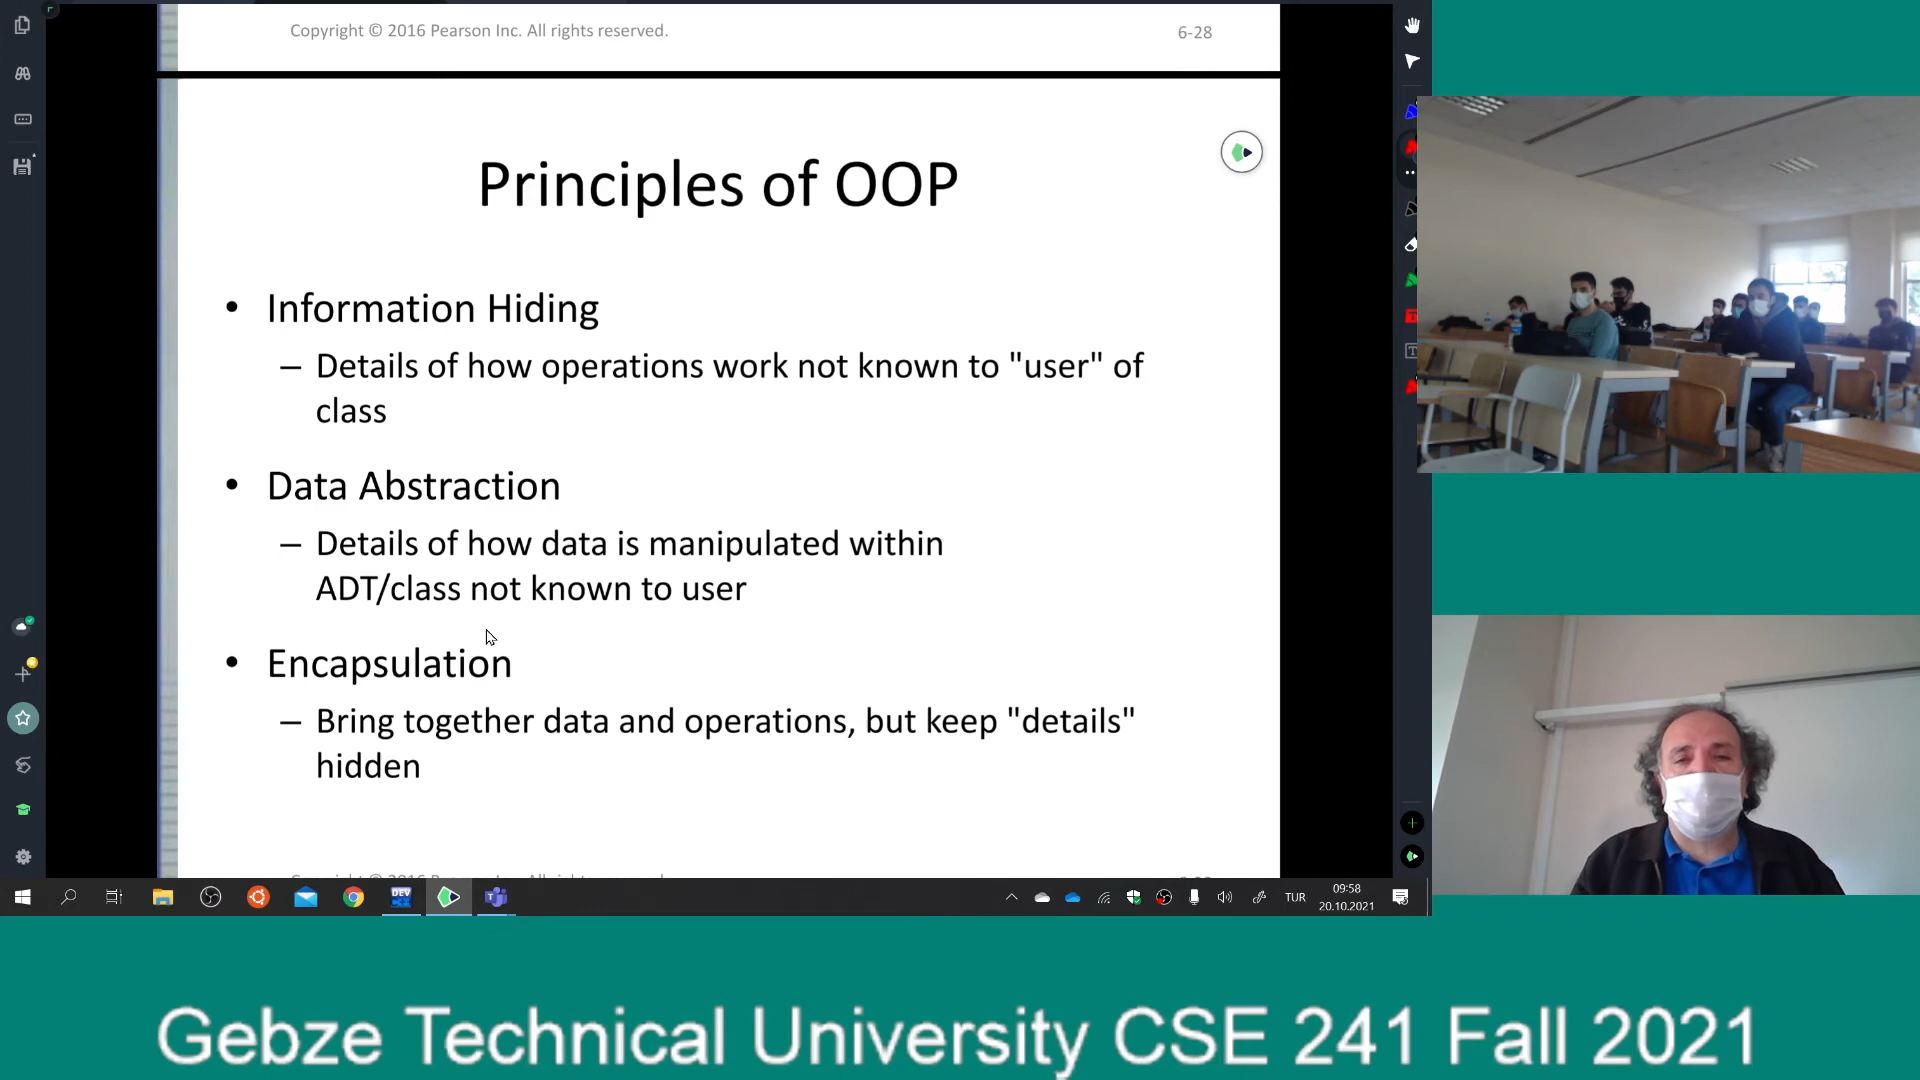 Copyright © 2016 Pearson Inc. All rights reserved.
6-28
Principles of OOP
• Information Hiding
– Details of how operations work not known to "user" of
class
• Data Abstraction
– Details of how data is manipulated within
ADT/class not known to user
• Encapsulation
– Bring together data and operations, but keep "details"
hidden
DEV
TUR
09:58
20.10.2021
Gebze Technical University CSE 241 Fall 2021